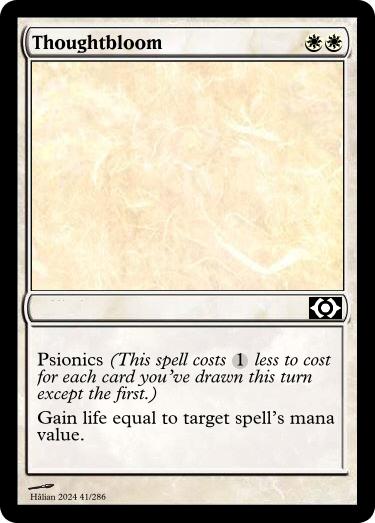 Thoughtbloom
Psionics (This spell costs 1 less to cost
for each card you've drawn this turn
except the first.)
Gain life equal to target spell's mana
value.
Hålian 2024 41/286